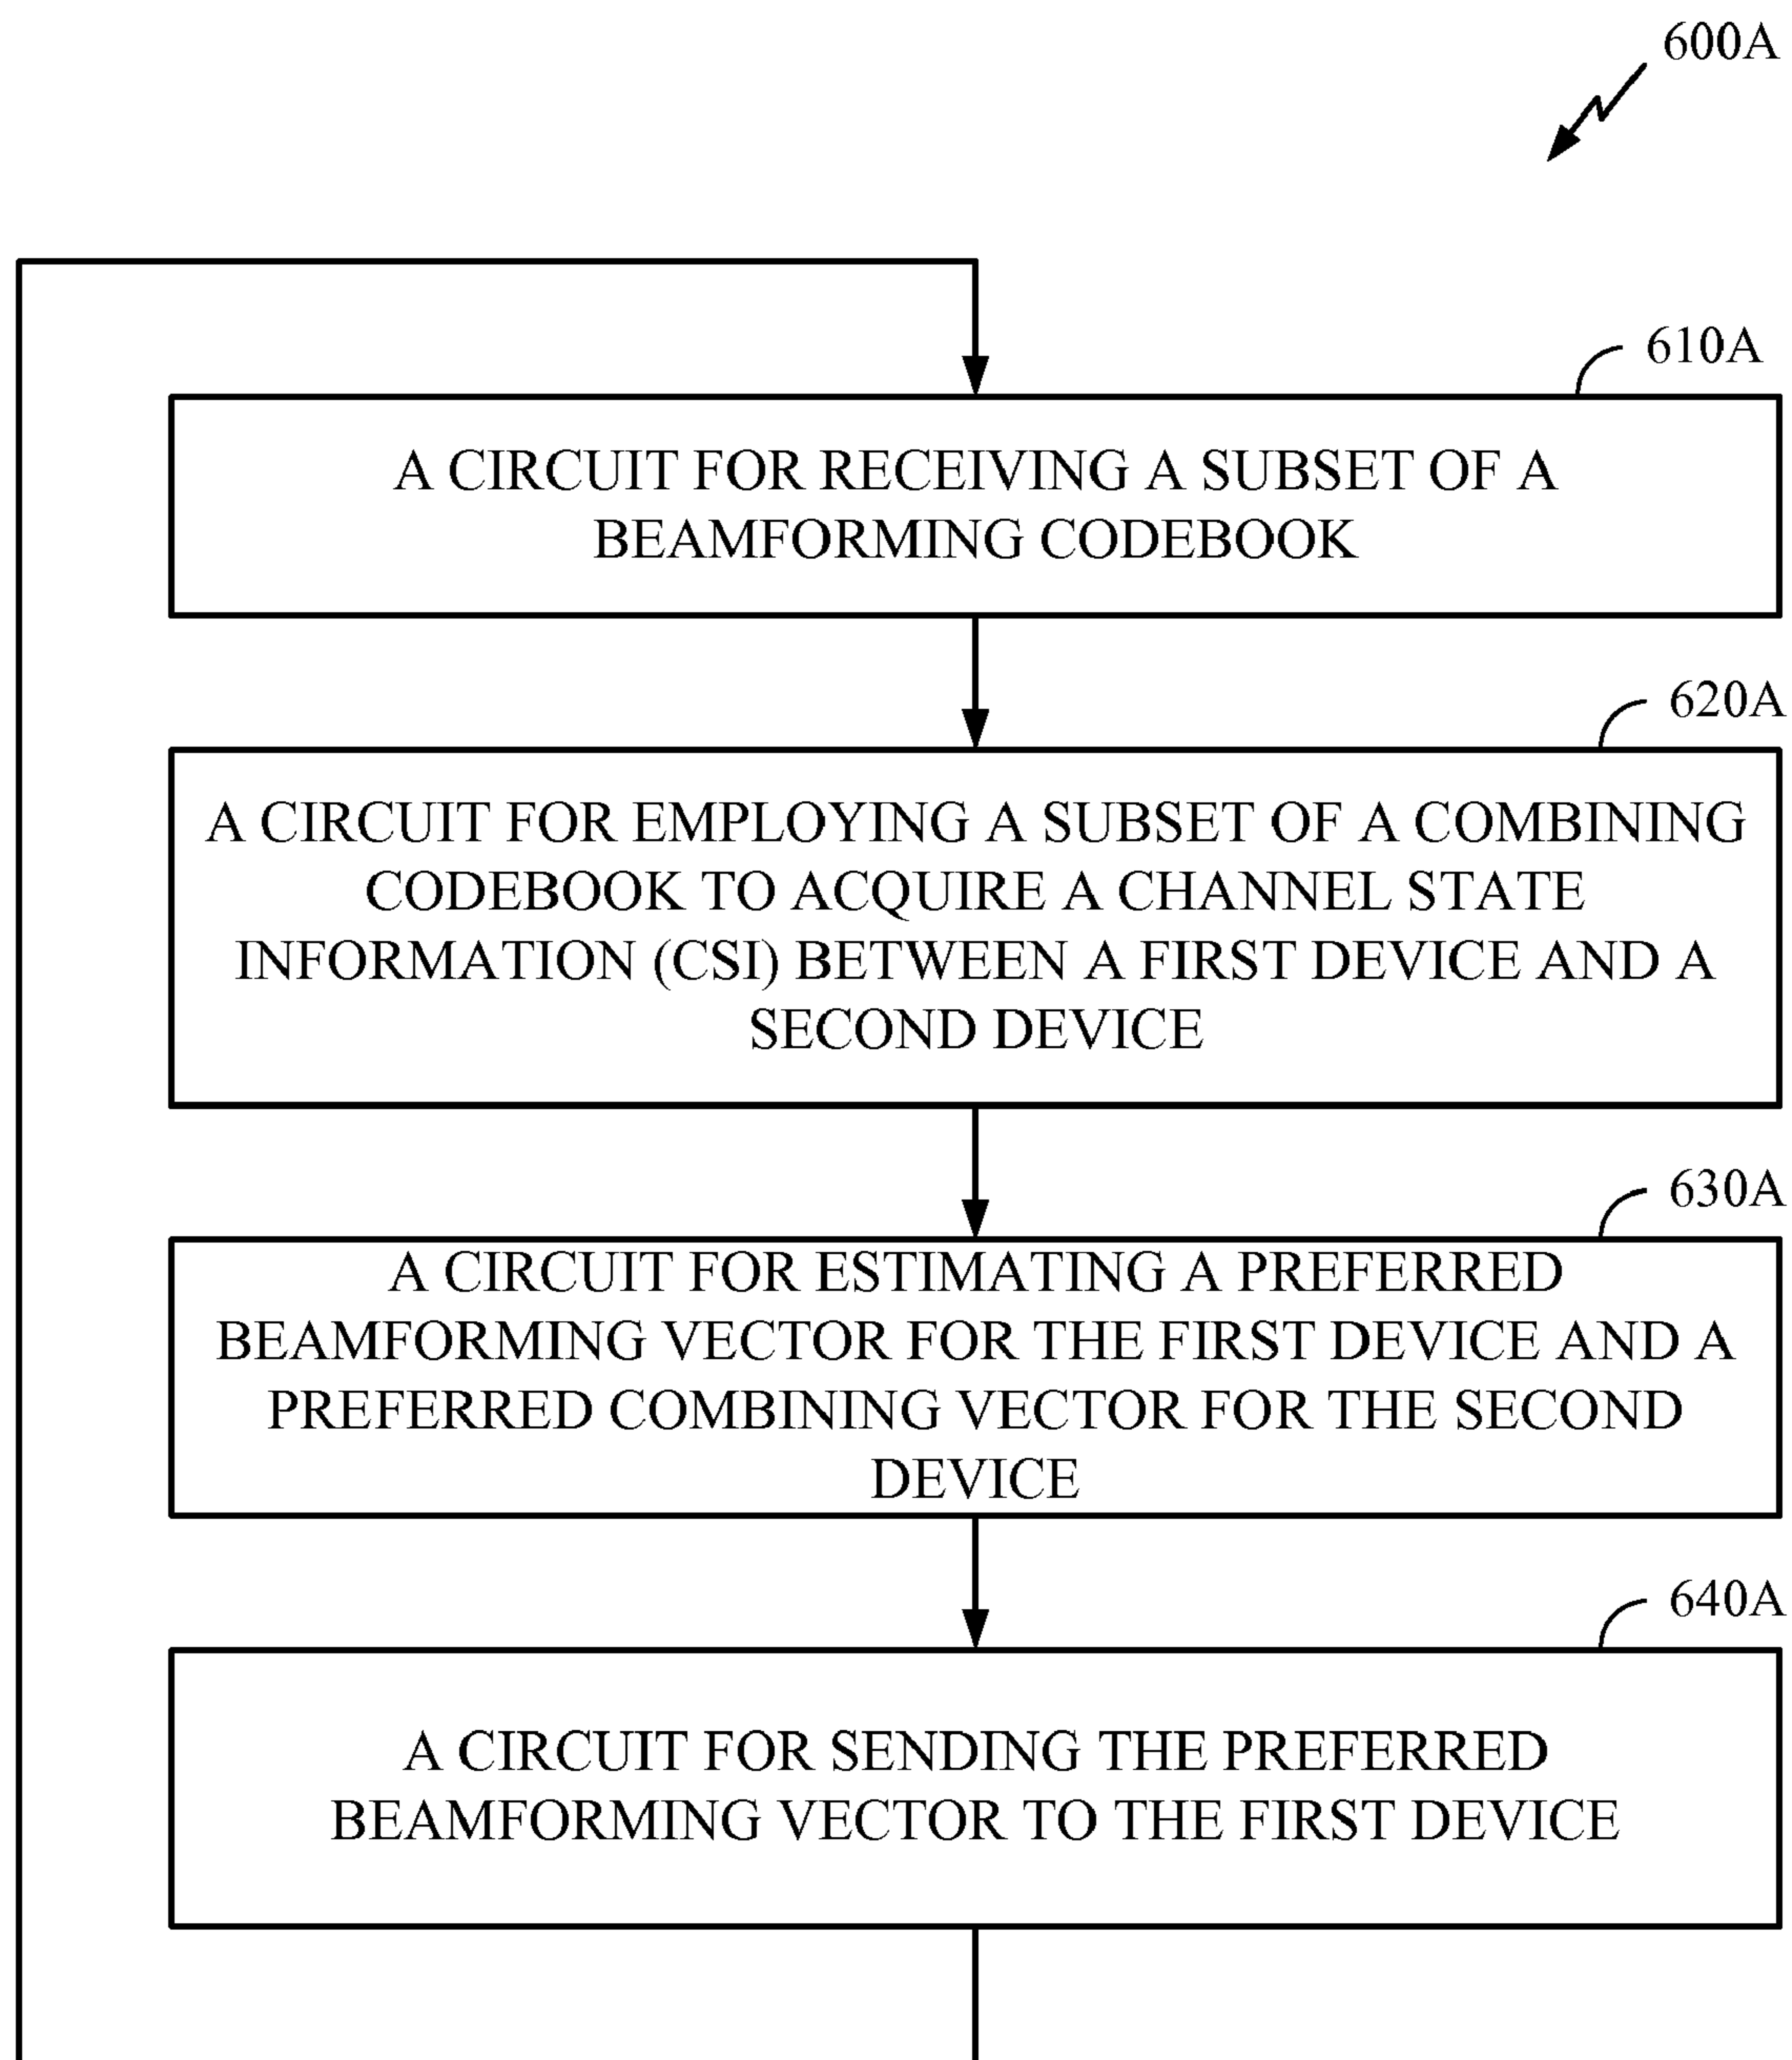 600A
610A
A CIRCUIT FOR RECEIVING A SUBSET OF A
BEAMFORMING CODEBOOK
620A
A CIRCUIT FOR EMPLOYING A SUBSET OF A COMBINING
CODEBOOK TO ACQUIRE A CHANNEL STATE
INFORMATION (CSI) BETWEEN A FIRST DEVICE AND A
SECOND DEVICE
630A
A CIRCUIT FOR ESTIMATING A PREFERRED
BEAMFORMING VECTOR FOR THE FIRST DEVICE AND A
PREFERRED COMBINING VECTOR FOR THE SECOND
DEVICE
640A
A CIRCUIT FOR SENDING THE PREFERRED
BEAMFORMING VECTOR TO THE FIRST DEVICE